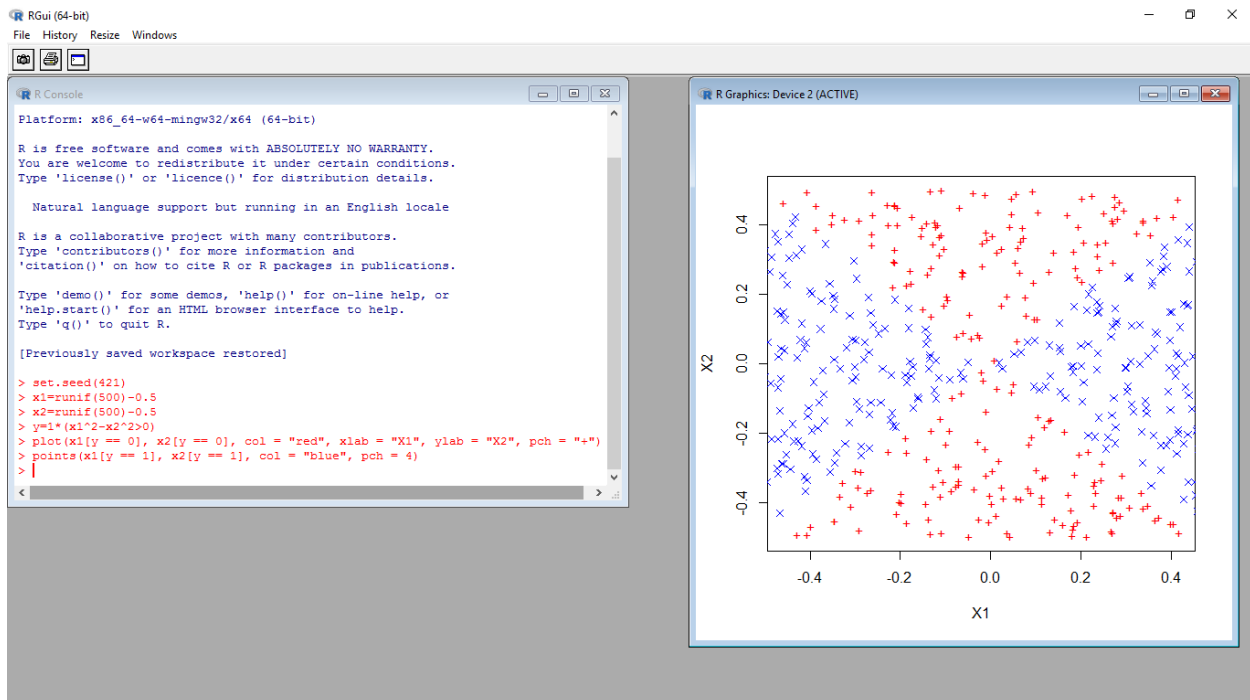 RGui (64-bit)
File History Resize Windows
R Console
Platform: x86_64-w64-mingw32/x64 (64-bit)
R is free software and comes with ABSOLUTELY NO WARRANTY.
You are welcome to redistribute it under certain conditions.
Type 'license()' or 'licence()' for distribution details.
Natural language support but running in an English locale
R is a collaborative project with many contributors.
Type 'contributors()' for more information and
'citation()' on how to cite R or R packages in publications.
Type 'demo()' for some demos, 'help()' for on-line help, or
'help.start()' for an HTML browser interface to help.
Type 'q()' to quit R.
[Previously saved workspace restored]
> set.seed(421)
> x1=runif(500)-0.5
> x2=runif(500)-0.5
> y=1*(x1^2-x2^2>0)
> plot(x1[y == 0], x2[y == 0], col = "red", xlab = "X1", ylab = "X2", pch = "+")
> points(x1[y == 1], x2[y == 1], col = "blue", pch = 4)
>
R Graphics: Device 2 (ACTIVE)
0.4
0.2
0.0
-0.2
-0.4
X2
-0.4 -0.2 0.0 0.2 0.4
X1